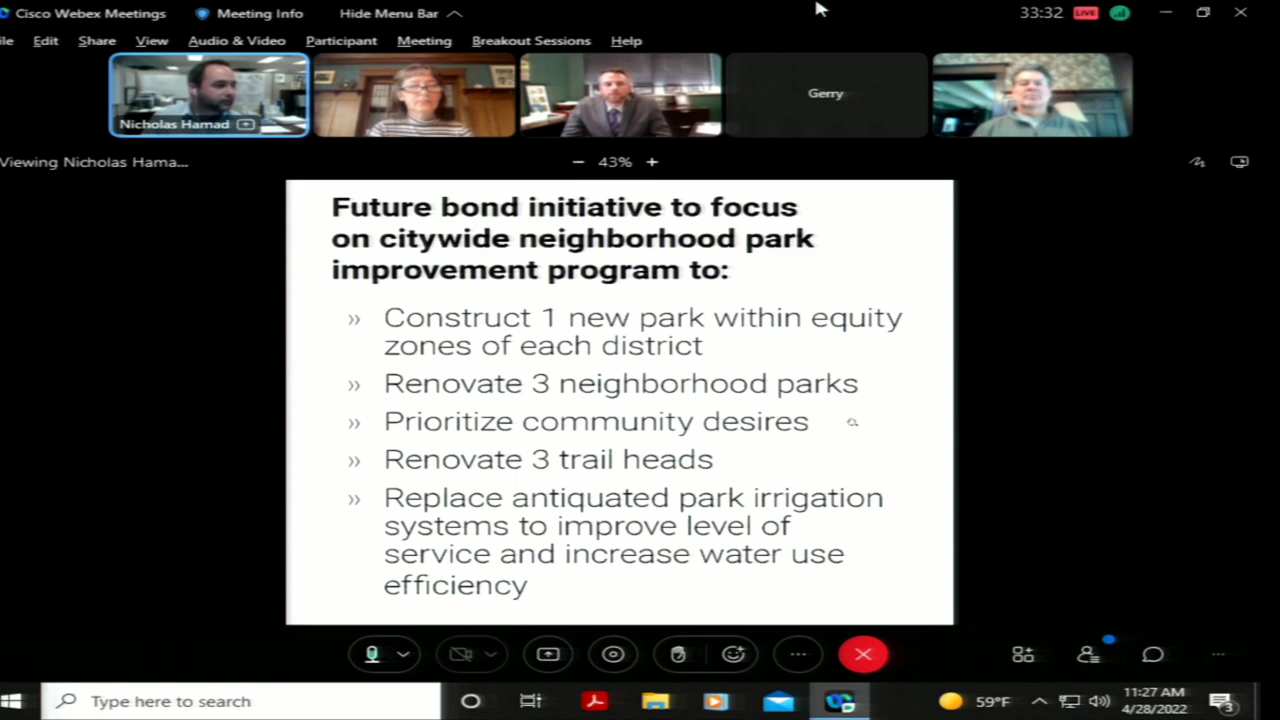 Cisco Webex Meetings
Meeting Info
Hide Menu Bar
33:32
LIVE
ile Edit Share View Audio & Video Participant Meeting Breakout Sessions Help
Nicholas Hamad
Gerry
Viewing Nicholas Hama...
43%
Future bond initiative to focus
on citywide neighborhood park
improvement program to:
» Construct 1 new park within equity
zones of each district
» Renovate 3 neighborhood parks
» Prioritize community desires
» Renovate 3 trail heads
» Replace antiquated park irrigation
systems to improve level of
service and increase water use
efficiency
Type here to search
59°F
11:27 AM
4/28/2022
3